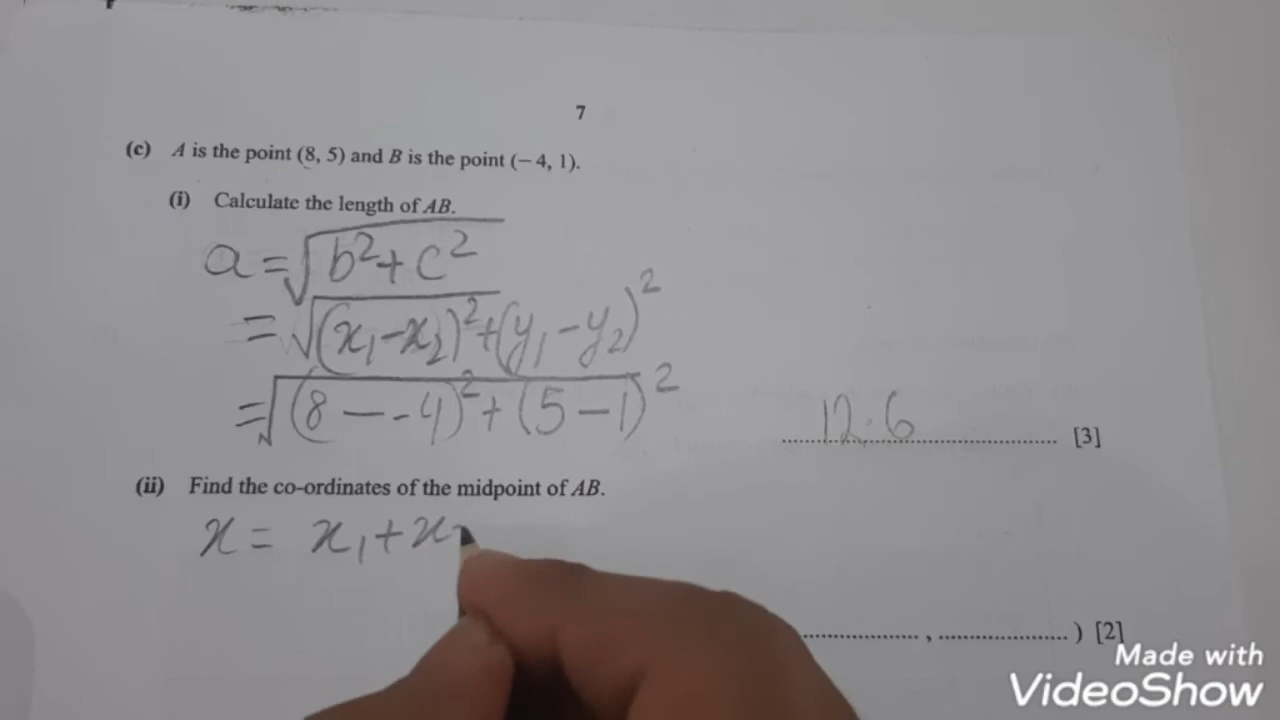 7
(c) A is the point (8, 5) and B is the point (− 4, 1).
(i) Calculate the length of AB.
a = √b² + c²
= √(x₁ − x₂)² + (y₁ − y₂)²
= √(8 − -4)² + (5 − 1)²
12.6 [3]
(ii) Find the co-ordinates of the midpoint of AB.
x = x₁ + x
.................... , .................... ) [2]
Made with
VideoShow